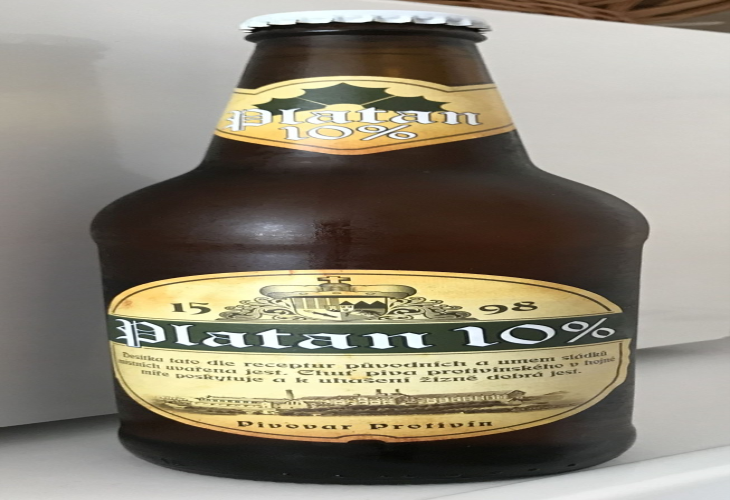 Platan
10%
15 98
Platan 10%
Desítka tato dle receptur původních a umem sládků
místních uvařena jest. Chuť piva protivínského v hojné
míře poskytuje a k uhašení žízně dobrá jest.
Pivovar Protivín